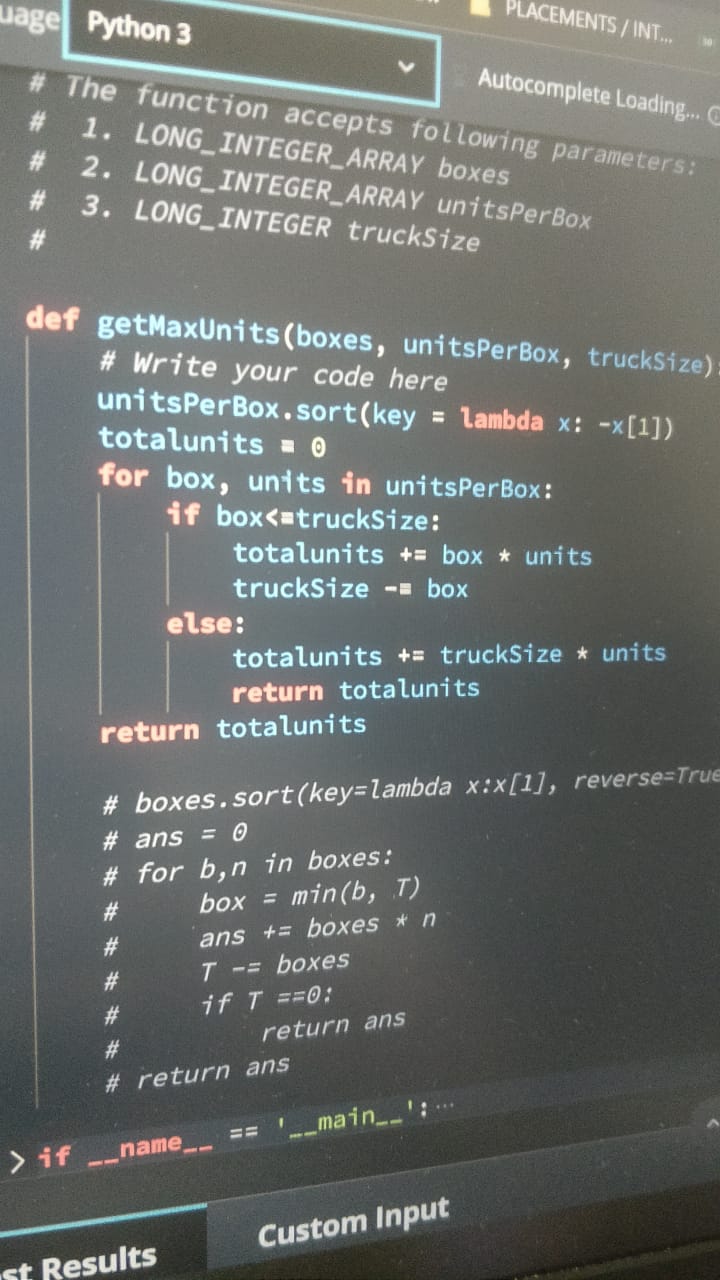 uage
Python 3
PLACEMENTS / INT...
Autocomplete Loading...
# The function accepts following parameters:
#  1. LONG_INTEGER_ARRAY boxes
#  2. LONG_INTEGER_ARRAY unitsPerBox
#  3. LONG_INTEGER truckSize
#
def getMaxUnits(boxes, unitsPerBox, truckSize):
    # Write your code here
    unitsPerBox.sort(key = lambda x: -x[1])
    totalunits = 0
    for box, units in unitsPerBox:
        if box<=truckSize:
            totalunits += box * units
            truckSize -= box
        else:
            totalunits += truckSize * units
            return totalunits
    return totalunits
    # boxes.sort(key=lambda x:x[1], reverse=True
    # ans = 0
    # for b,n in boxes:
    #     box = min(b, T)
    #     ans += boxes * n
    #     T -= boxes
    #     if T ==0:
    #         return ans
    # return ans
> if __name__ == '__main__':...
st Results
Custom Input